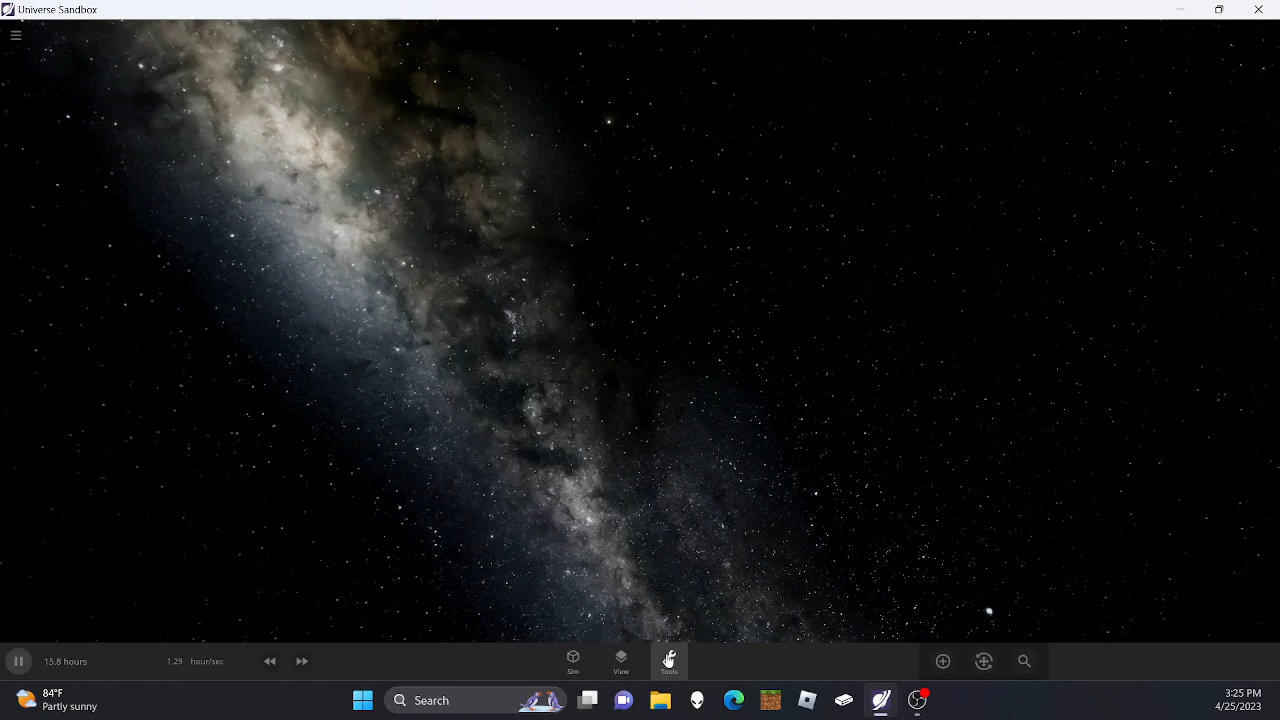 Universe Sandbox
15.8 hours
1.29 hour/sec
Sim
View
Tools
84°F
Partly sunny
Search
3:25 PM
4/25/2023